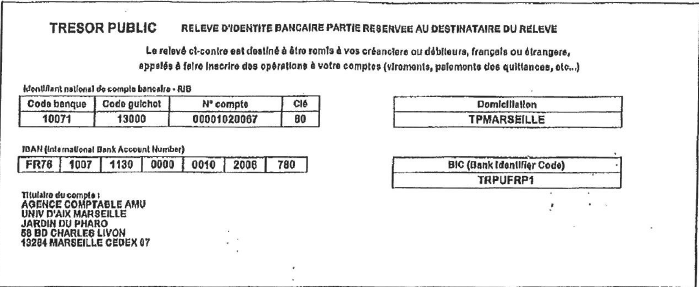 TRESOR PUBLIC RELEVE D'IDENTITE BANCAIRE PARTIE RESERVEE AU DESTINATAIRE DU RELEVE
Le relevé ci-contre est destiné à être remis à vos créanciers ou débiteurs, français ou étrangers,
appelés à faire inscrire des opérations à votre comptes (virements, paiements des quittances, etc...)
Identifiant national de compte bancaire - RIB
Code banque Code guichet N° compte Clé Domiciliation
10071 13000 00001020067 80 TPMARSEILLE
IBAN (International Bank Account Number)
FR76 1007 1130 0000 0010 2006 780 BIC (Bank Identifier Code)
TRPUFRP1
Titulaire du compte :
AGENCE COMPTABLE AMU
UNIV D'AIX MARSEILLE
JARDIN DU PHARO
58 BD CHARLES LIVON
13284 MARSEILLE CEDEX 07